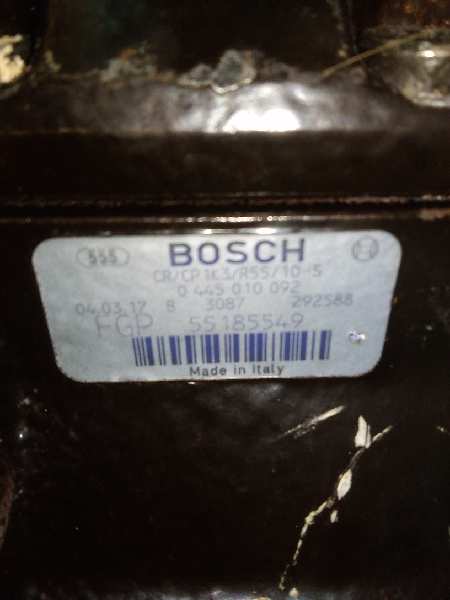 555 BOSCH
CR/CP1K3/R55/10-S
0 445 010 092
04.03.17 8 3087 292588
FGP 55185549
Made in Italy